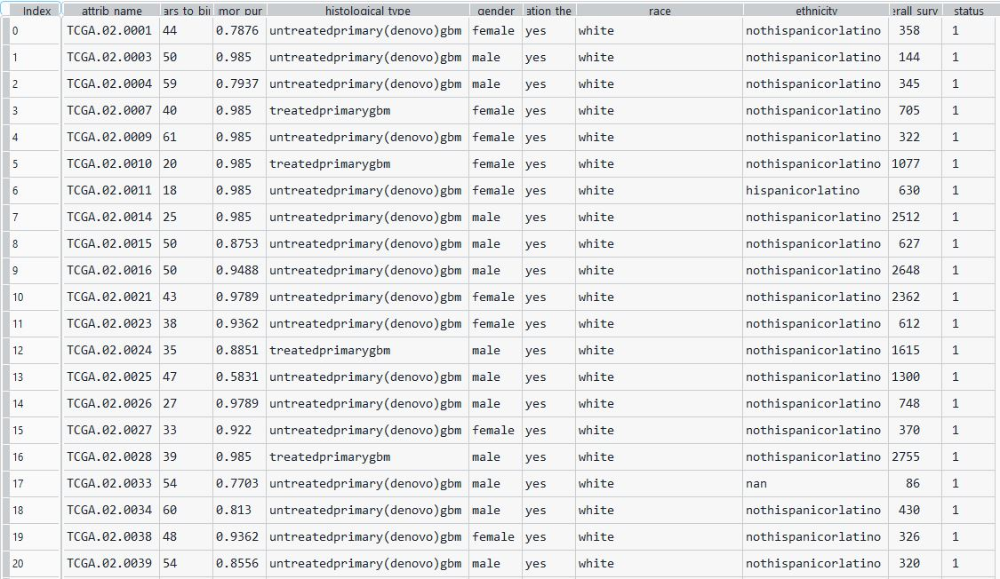 Index attrib_name ars_to_bi mor_pur histological_type gender ation_the race ethnicity rall_surv status
0 TCGA.02.0001 44 0.7876 untreatedprimary(denovo)gbm female yes white nothispanicorlatino 358 1
1 TCGA.02.0003 50 0.985 untreatedprimary(denovo)gbm male yes white nothispanicorlatino 144 1
2 TCGA.02.0004 59 0.7937 untreatedprimary(denovo)gbm male yes white nothispanicorlatino 345 1
3 TCGA.02.0007 40 0.985 treatedprimarygbm female yes white nothispanicorlatino 705 1
4 TCGA.02.0009 61 0.985 untreatedprimary(denovo)gbm female yes white nothispanicorlatino 322 1
5 TCGA.02.0010 20 0.985 treatedprimarygbm female yes white nothispanicorlatino 1077 1
6 TCGA.02.0011 18 0.985 untreatedprimary(denovo)gbm female yes white hispanicorlatino 630 1
7 TCGA.02.0014 25 0.985 untreatedprimary(denovo)gbm male yes white nothispanicorlatino 2512 1
8 TCGA.02.0015 50 0.8753 untreatedprimary(denovo)gbm male yes white nothispanicorlatino 627 1
9 TCGA.02.0016 50 0.9488 untreatedprimary(denovo)gbm male yes white nothispanicorlatino 2648 1
10 TCGA.02.0021 43 0.9789 untreatedprimary(denovo)gbm female yes white nothispanicorlatino 2362 1
11 TCGA.02.0023 38 0.9362 untreatedprimary(denovo)gbm female yes white nothispanicorlatino 612 1
12 TCGA.02.0024 35 0.8851 treatedprimarygbm male yes white nothispanicorlatino 1615 1
13 TCGA.02.0025 47 0.5831 untreatedprimary(denovo)gbm male yes white nothispanicorlatino 1300 1
14 TCGA.02.0026 27 0.9789 untreatedprimary(denovo)gbm male yes white nothispanicorlatino 748 1
15 TCGA.02.0027 33 0.922 untreatedprimary(denovo)gbm female yes white nothispanicorlatino 370 1
16 TCGA.02.0028 39 0.985 treatedprimarygbm male yes white nothispanicorlatino 2755 1
17 TCGA.02.0033 54 0.7703 untreatedprimary(denovo)gbm male yes white nan 86 1
18 TCGA.02.0034 60 0.813 untreatedprimary(denovo)gbm male yes white nothispanicorlatino 430 1
19 TCGA.02.0038 48 0.9362 untreatedprimary(denovo)gbm female yes white nothispanicorlatino 326 1
20 TCGA.02.0039 54 0.8556 untreatedprimary(denovo)gbm male yes white nothispanicorlatino 320 1